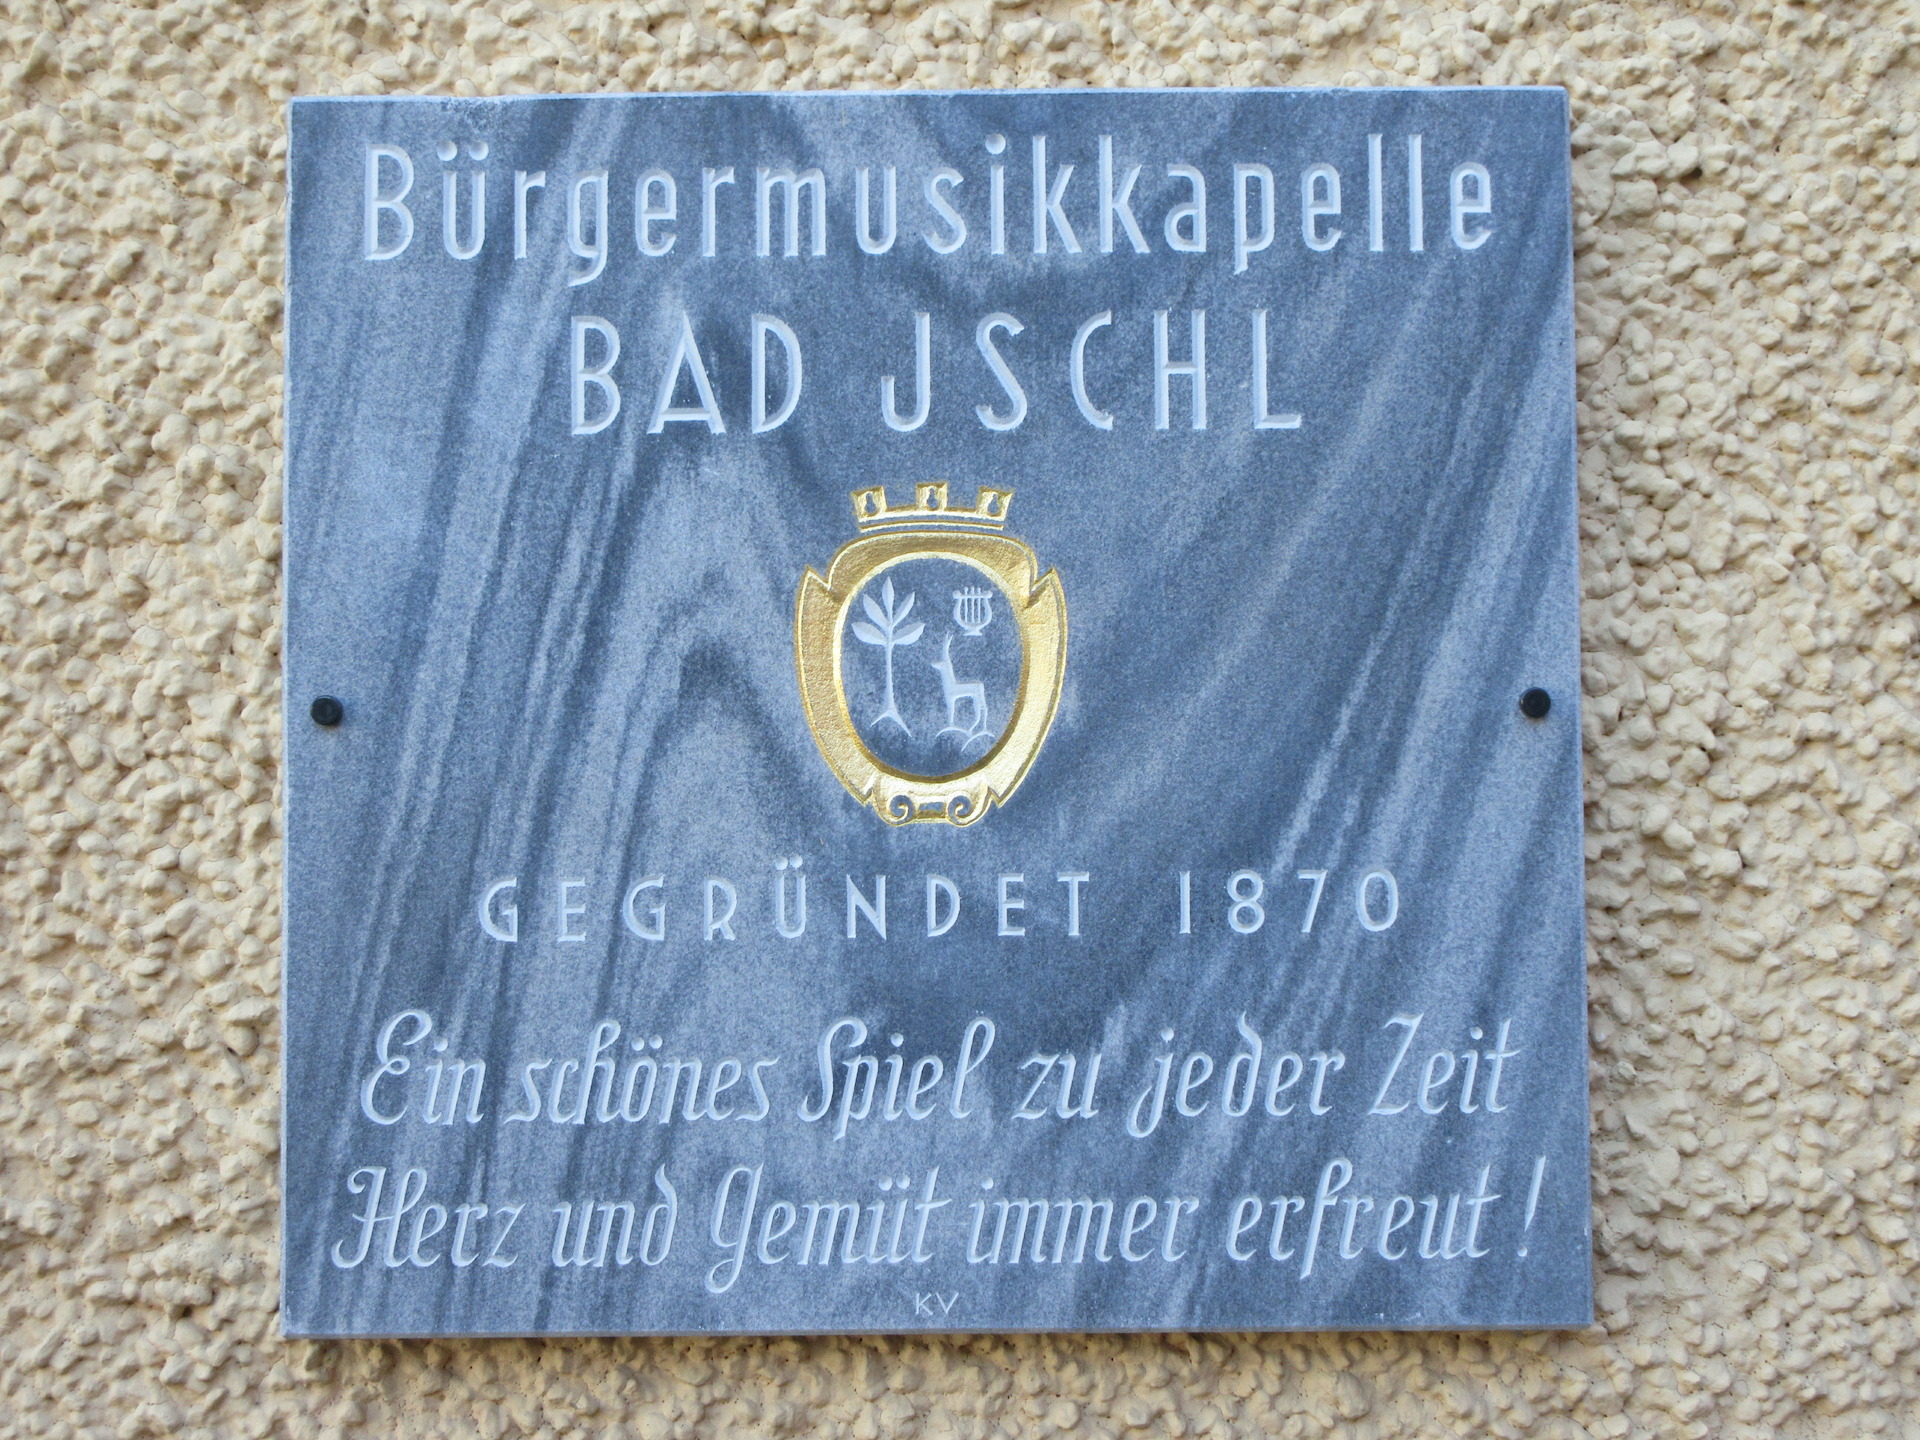 Bürgermusikkapelle
BAD JSCHL
GEGRÜNDET 1870
Ein schönes Spiel zu jeder Zeit
Herz und Gemüt immer erfreut!
KV